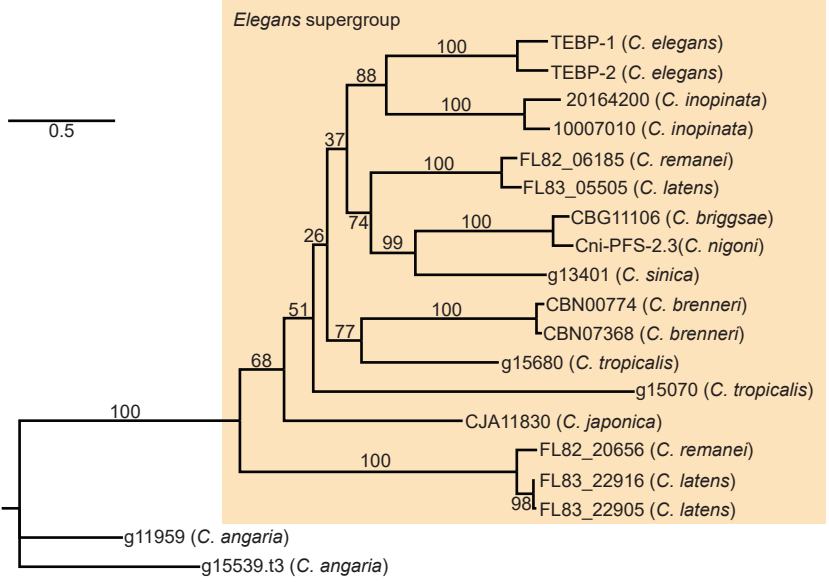 Elegans supergroup
100
TEBP-1 (C. elegans)
88
TEBP-2 (C. elegans)
100
20164200 (C. inopinata)
0.5
10007010 (C. inopinata)
37
100
FL82_06185 (C. remanei)
FL83_05505 (C. latens)
74
100
CBG11106 (C. briggsae)
26
99
Cni-PFS-2.3(C. nigoni)
g13401 (C. sinica)
51
100
CBN00774 (C. brenneri)
77
CBN07368 (C. brenneri)
68
g15680 (C. tropicalis)
g15070 (C. tropicalis)
100
CJA11830 (C. japonica)
100
FL82_20656 (C. remanei)
FL83_22916 (C. latens)
98
FL83_22905 (C. latens)
g11959 (C. angaria)
g15539.t3 (C. angaria)